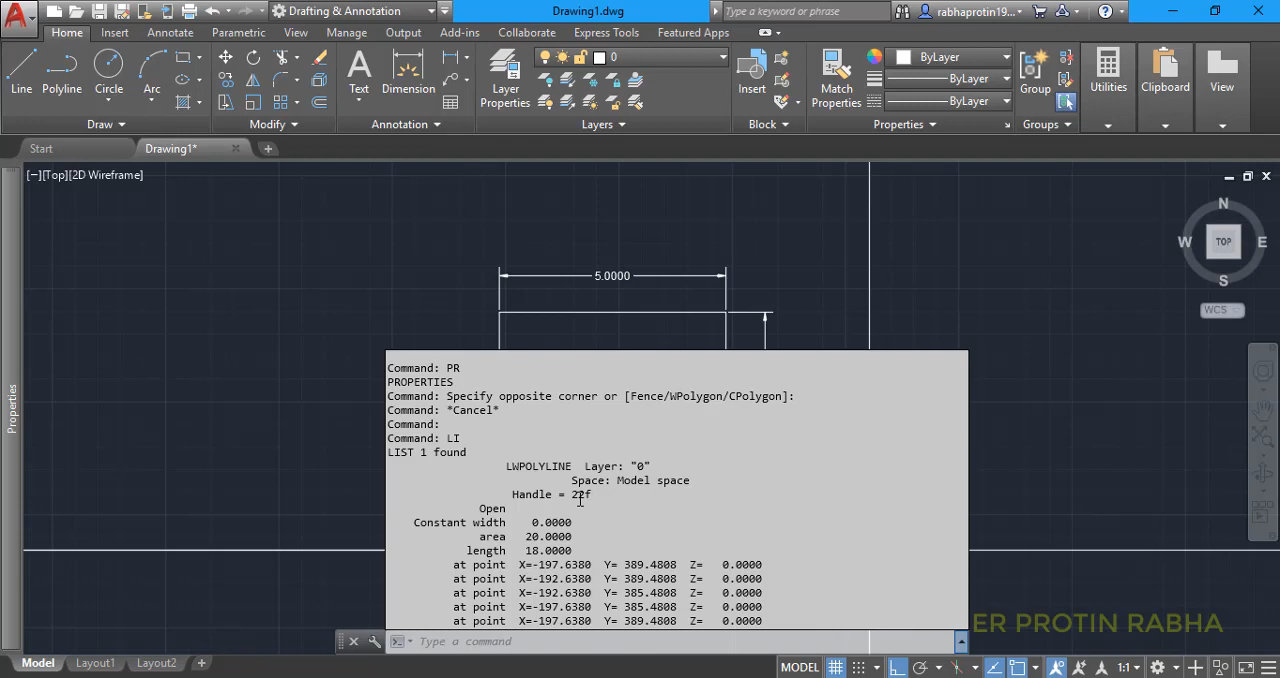 Drafting & Annotation
Drawing1.dwg
Type a keyword or phrase
rabhaprotin19...
Home Insert Annotate Parametric View Manage Output Add-ins Collaborate Express Tools Featured Apps
0
ByLayer
ByLayer
ByLayer
Line Polyline Circle Arc Text Dimension Layer Properties Insert Match Properties Group Utilities Clipboard View
Draw Modify Annotation Layers Block Properties Groups
Start Drawing1*
[−][Top][2D Wireframe]
N
W TOP E
S
WCS
5.0000
Properties
Command: PR
PROPERTIES
Command: Specify opposite corner or [Fence/WPolygon/CPolygon]:
Command: *Cancel*
Command:
Command: LI
LIST 1 found
LWPOLYLINE Layer: "0"
Space: Model space
Handle = 22f
Open
Constant width 0.0000
area 20.0000
length 18.0000
at point X=-197.6380 Y= 389.4808 Z= 0.0000
at point X=-192.6380 Y= 389.4808 Z= 0.0000
at point X=-192.6380 Y= 385.4808 Z= 0.0000
at point X=-197.6380 Y= 385.4808 Z= 0.0000
at point X=-197.6380 Y= 389.4808 Z= 0.0000
ER PROTIN RABHA
Type a command
Model Layout1 Layout2
MODEL
1:1